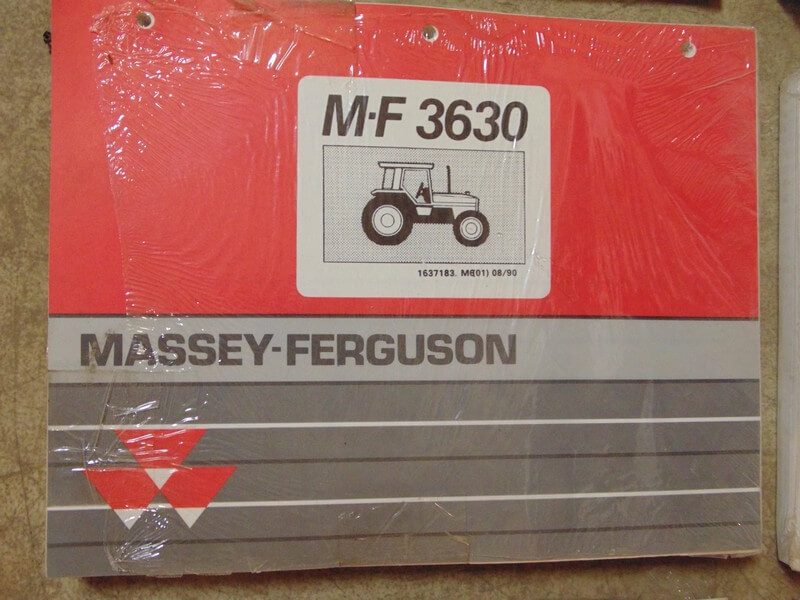 M·F 3630
1637183. M(01) 08/90
MASSEY-FERGUSON